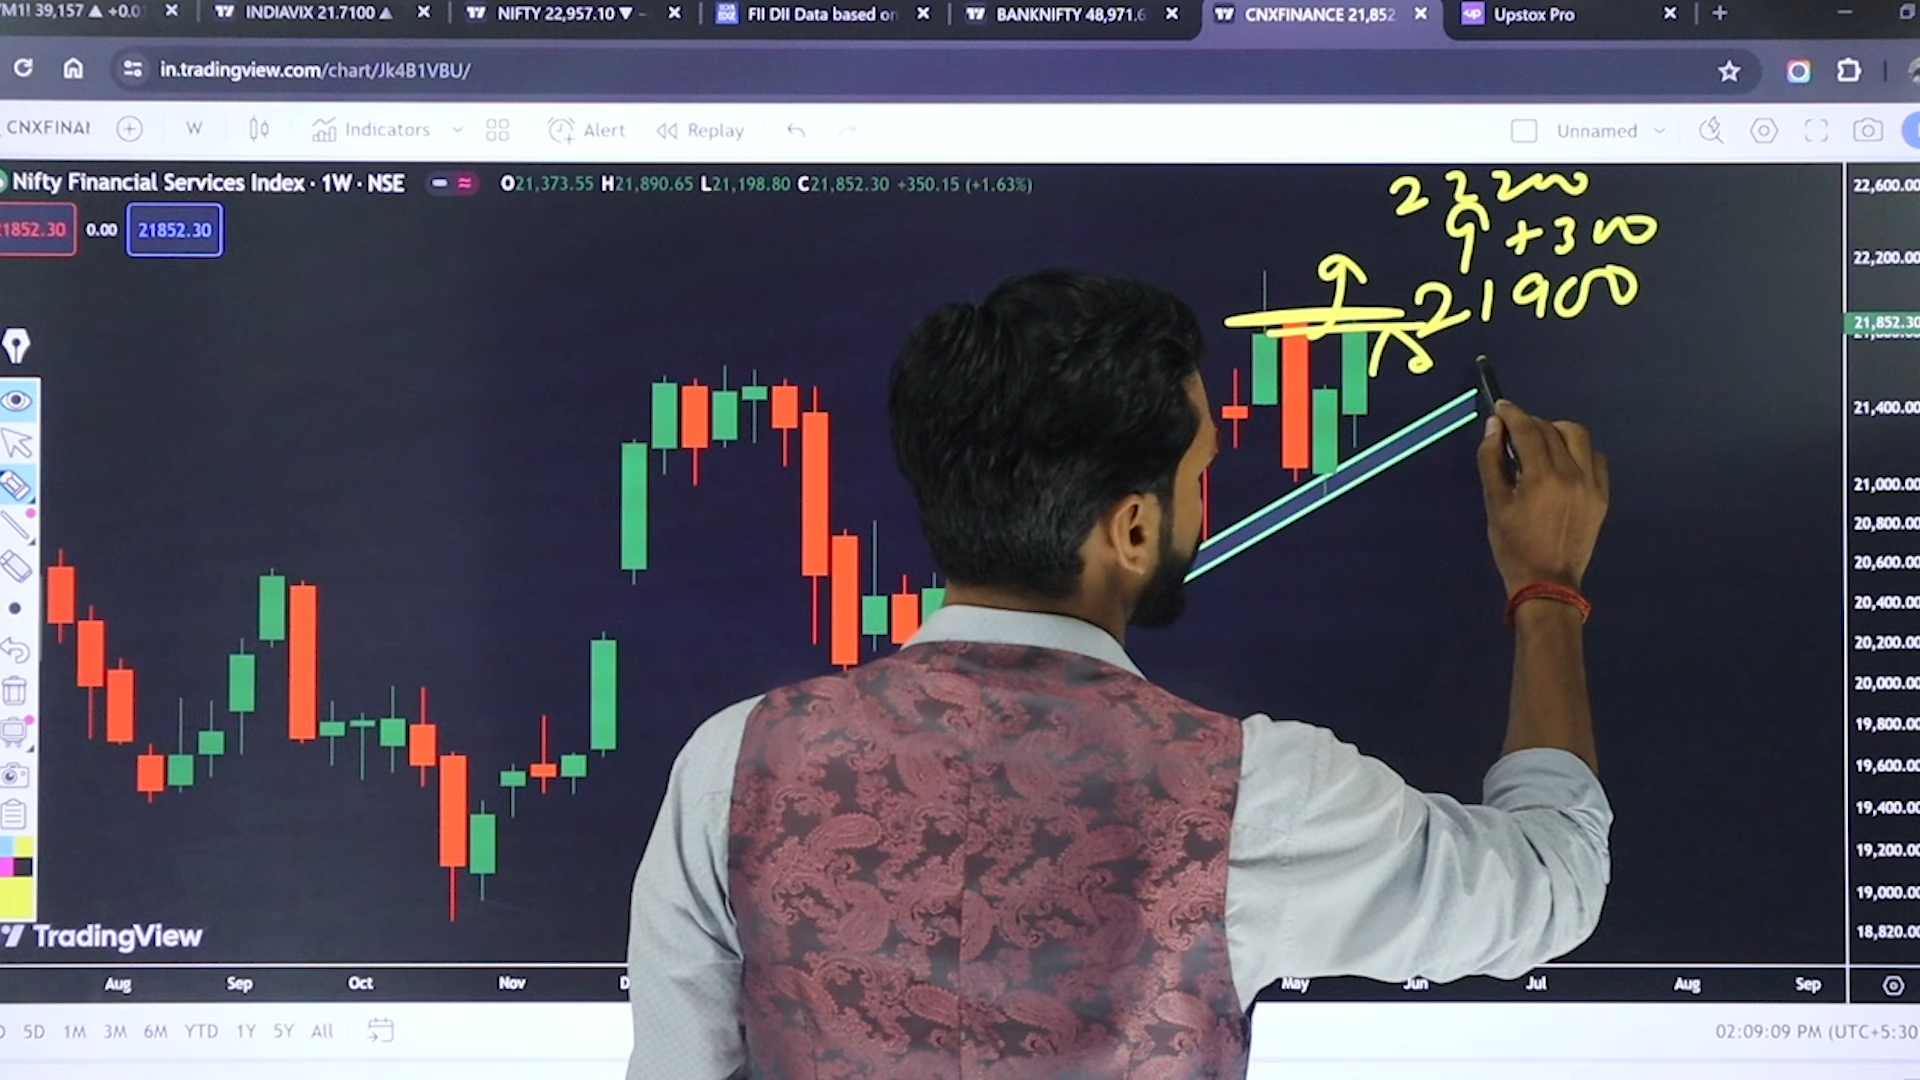 M1! 39,157 ▲ +0.0
INDIAVIX 21.7100 ▲
NIFTY 22,957.10 ▼ −
FII DII Data based on
BANKNIFTY 48,971.6
CNXFINANCE 21,852
Upstox Pro
in.tradingview.com/chart/Jk4B1VBU/
CNXFINAN
W
Indicators
Alert
Replay
Unnamed
Nifty Financial Services Index · 1W · NSE
O21,373.55 H21,890.65 L21,198.80 C21,852.30 +350.15 (+1.63%)
21852.30
0.00
21852.30
22200
+300
21900
22,600.00
22,200.00
21,852.30
21,400.00
21,000.00
20,800.00
20,600.00
20,400.00
20,200.00
20,000.00
19,800.00
19,600.00
19,400.00
19,200.00
19,000.00
18,820.00
TradingView
Aug
Sep
Oct
Nov
D
May
Jun
Jul
Aug
Sep
5D 1M 3M 6M YTD 1Y 5Y All
02:09:09 PM (UTC+5:30